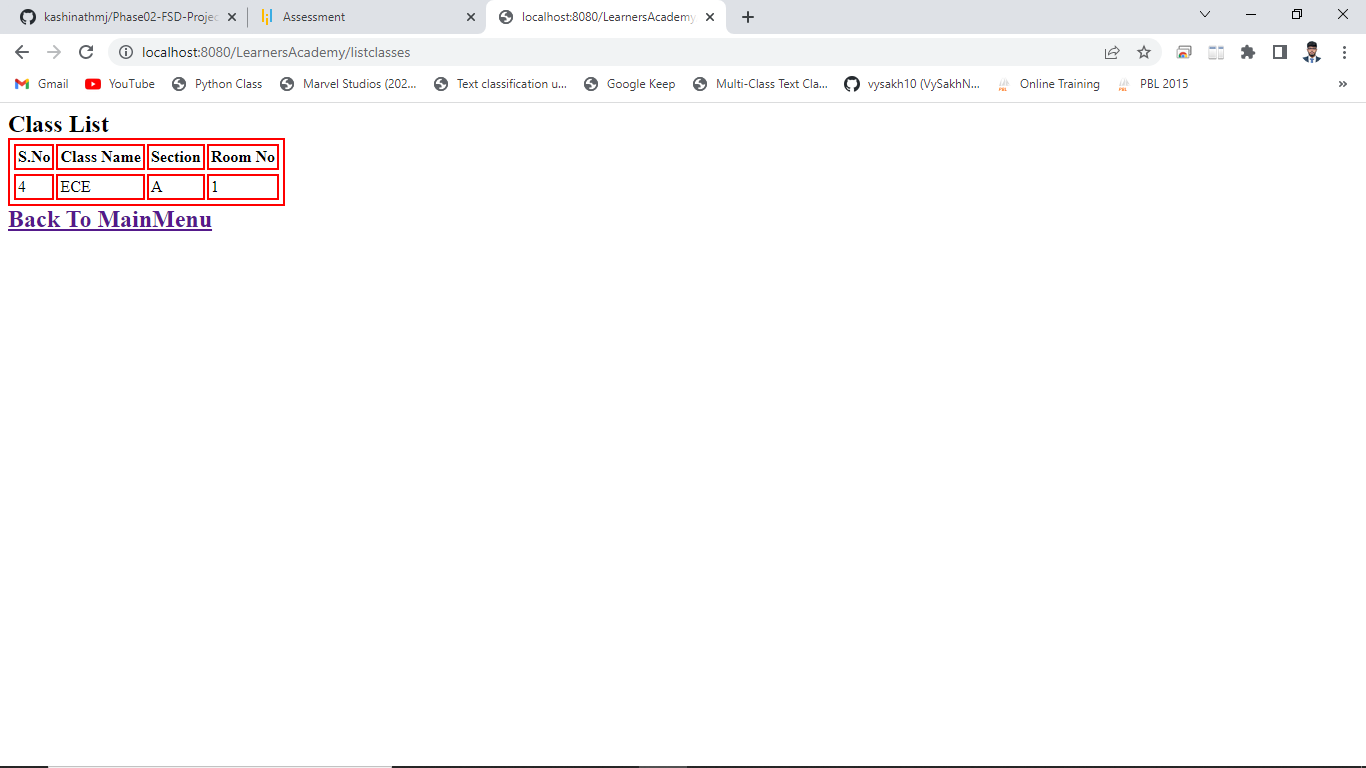 kashinathmj/Phase02-FSD-Projec
Assessment
localhost:8080/LearnersAcademy
localhost:8080/LearnersAcademy/listclasses
Gmail YouTube Python Class Marvel Studios (202... Text classification u... Google Keep Multi-Class Text Cla... vysakh10 (VySakhN... PBL Online Training PBL PBL 2015 »
Class List
S.No Class Name Section Room No
4 ECE A 1
Back To MainMenu